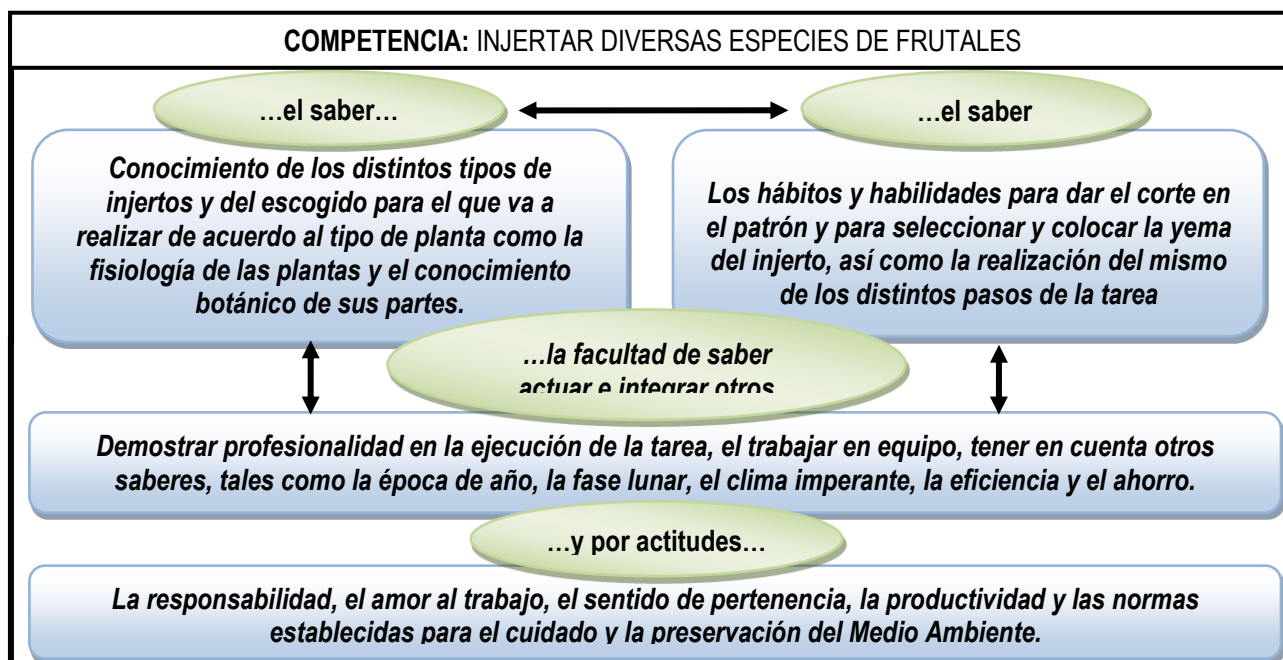 COMPETENCIA: INJERTAR DIVERSAS ESPECIES DE FRUTALES
…el saber…
…el saber
Conocimiento de los distintos tipos de
injertos y del escogido para el que va a
realizar de acuerdo al tipo de planta como la
fisiología de las plantas y el conocimiento
botánico de sus partes.
Los hábitos y habilidades para dar el corte en
el patrón y para seleccionar y colocar la yema
del injerto, así como la realización del mismo
de los distintos pasos de la tarea
…la facultad de saber
actuar e integrar otros
Demostrar profesionalidad en la ejecución de la tarea, el trabajar en equipo, tener en cuenta otros
saberes, tales como la época de año, la fase lunar, el clima imperante, la eficiencia y el ahorro.
…y por actitudes…
La responsabilidad, el amor al trabajo, el sentido de pertenencia, la productividad y las normas
establecidas para el cuidado y la preservación del Medio Ambiente.